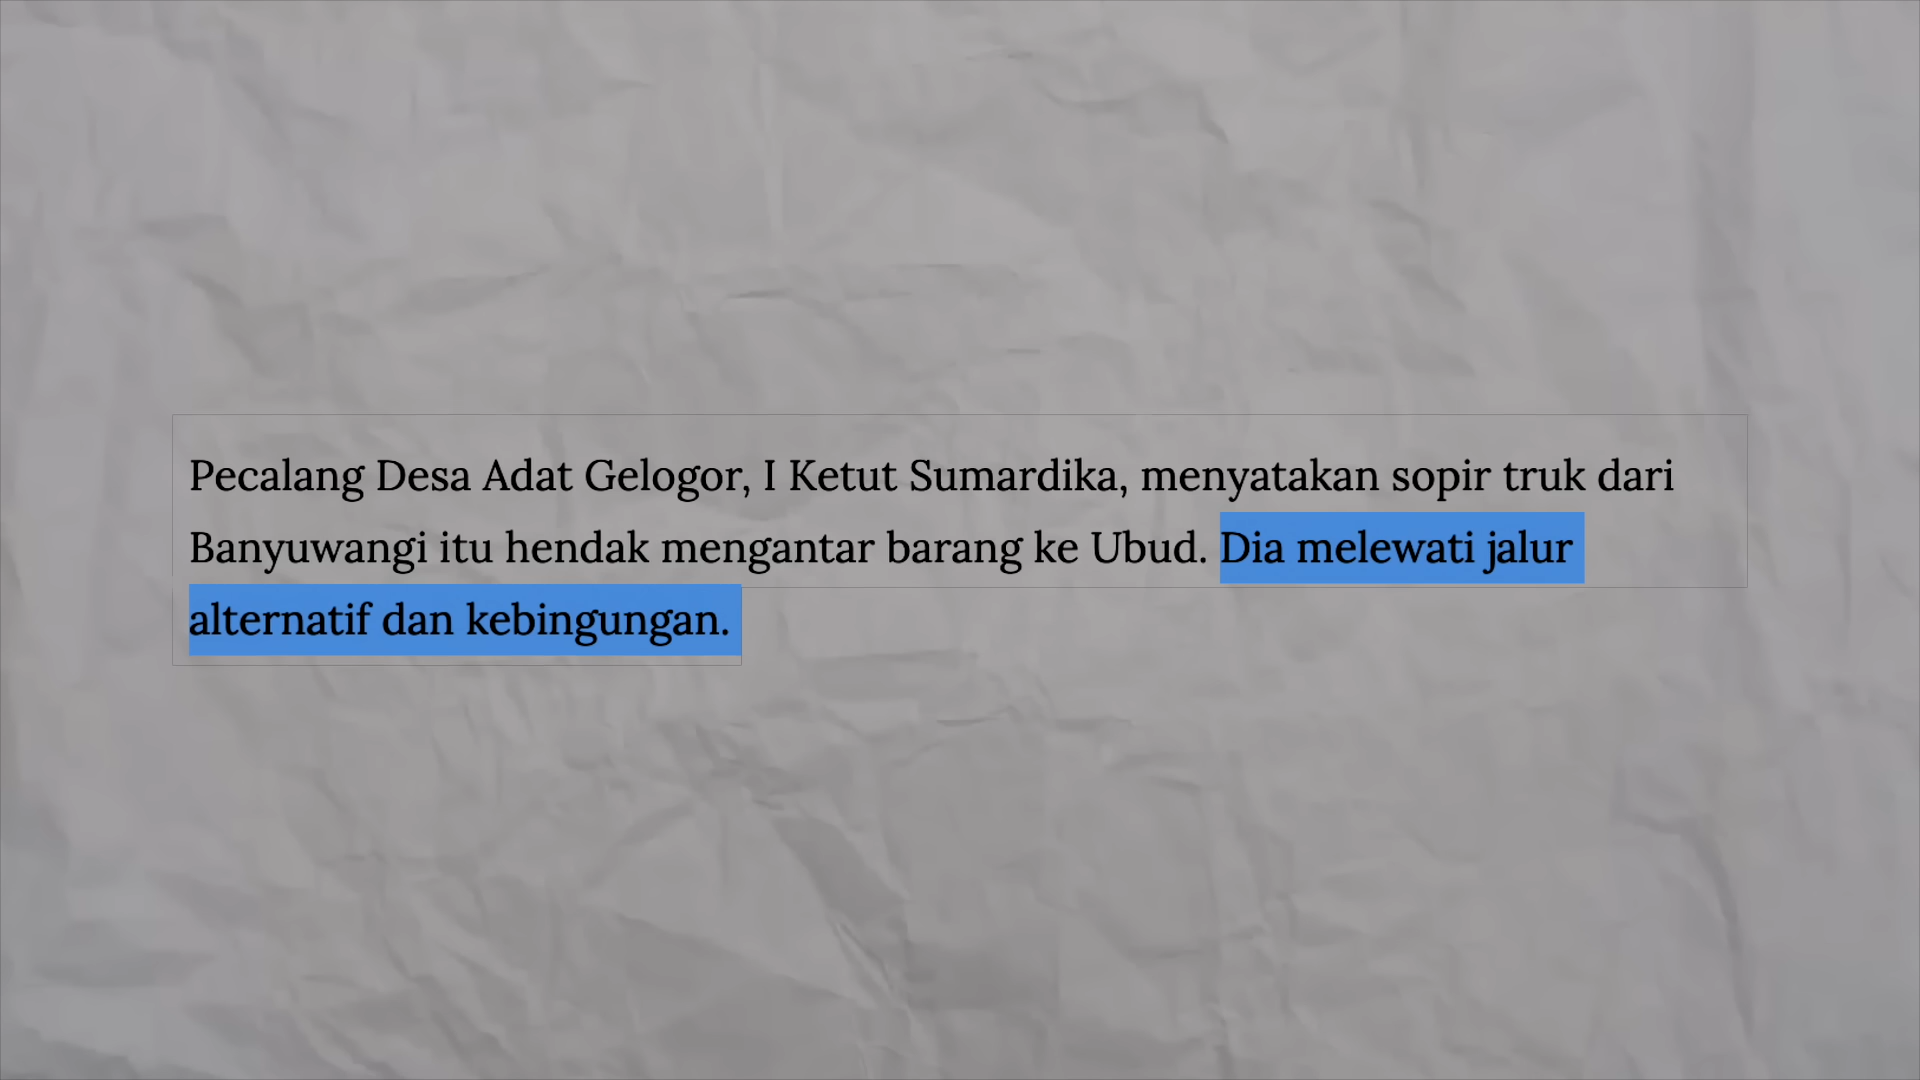 Pecalang Desa Adat Gelogor, I Ketut Sumardika, menyatakan sopir truk dari
Banyuwangi itu hendak mengantar barang ke Ubud. Dia melewati jalur
alternatif dan kebingungan.